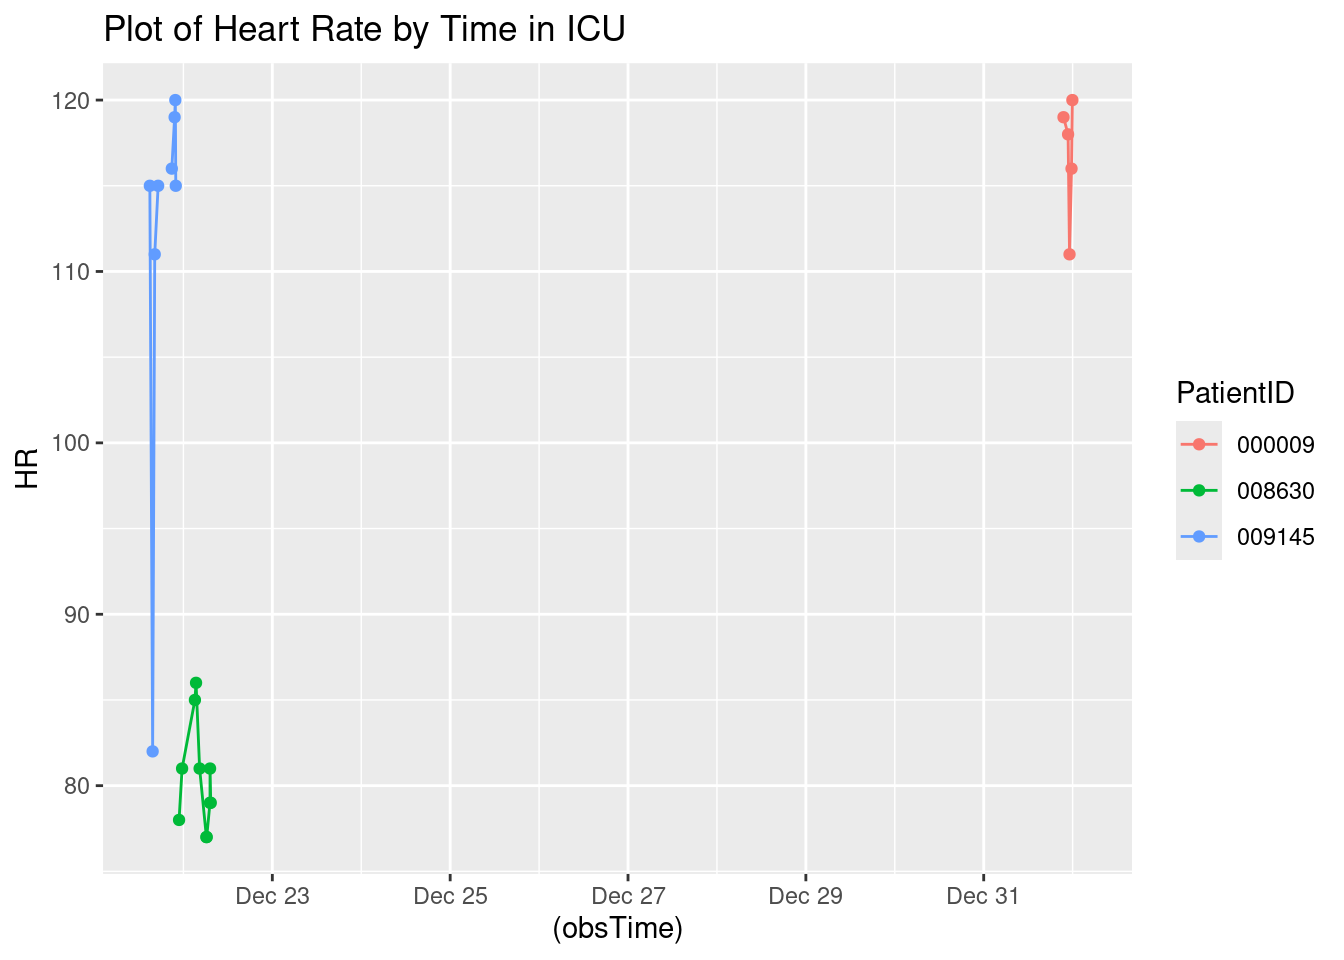 Plot of Heart Rate by Time in ICU
120
110
100
90
80
HR
Dec 23
Dec 25
Dec 27
Dec 29
Dec 31
(obsTime)
PatientID
000009
008630
009145